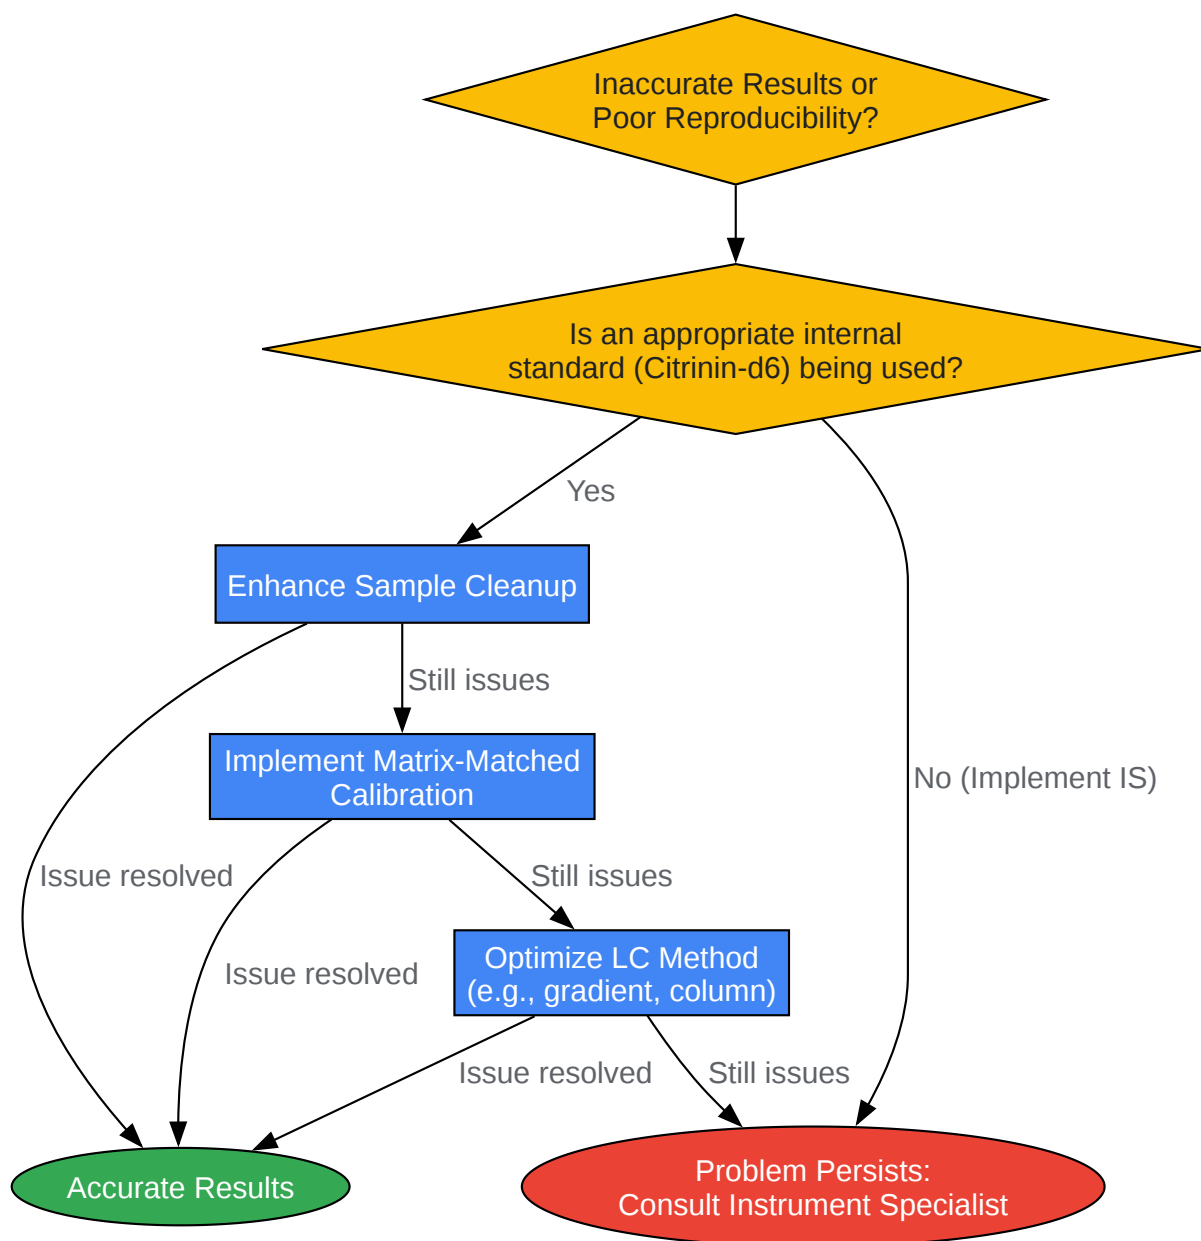 Inaccurate Results or
Poor Reproducibility?
Is an appropriate internal
standard (Citrinin-d6) being used?
Yes
Enhance Sample Cleanup
Still issues
Implement Matrix-Matched
Calibration
No (Implement IS)
Issue resolved
Still issues
Optimize LC Method
(e.g., gradient, column)
Issue resolved
Issue resolved
Still issues
Accurate Results
Problem Persists:
Consult Instrument Specialist